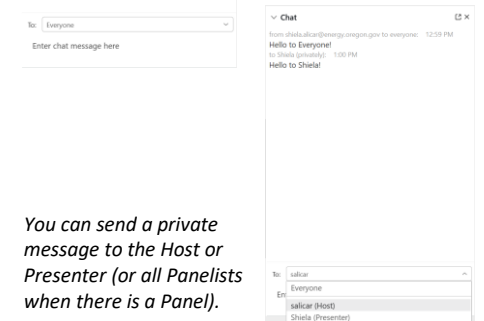 To: Everyone
Enter chat message here
You can send a private
message to the Host or
Presenter (or all Panelists
when there is a Panel).
Chat
from shiela.alicar@energy.oregon.gov to everyone: 12:59 PM
Hello to Everyone!
to Shiela (privately): 1:00 PM
Hello to Shiela!
To: salicar
Everyone
En
salicar (Host)
Shiela (Presenter)